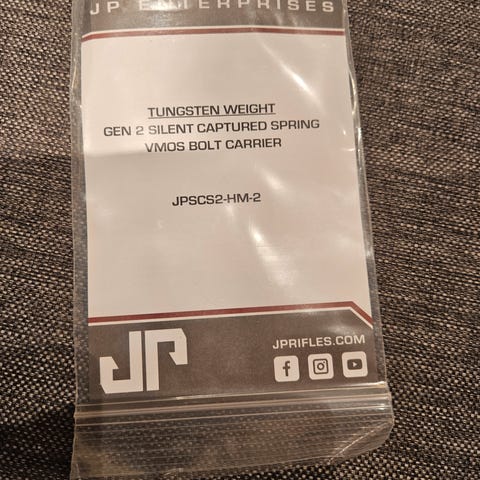 JP ENTERPRISES
TUNGSTEN WEIGHT
GEN 2 SILENT CAPTURED SPRING
VMOS BOLT CARRIER
JPSCS2-HM-2
JP
JPRIFLES.COM